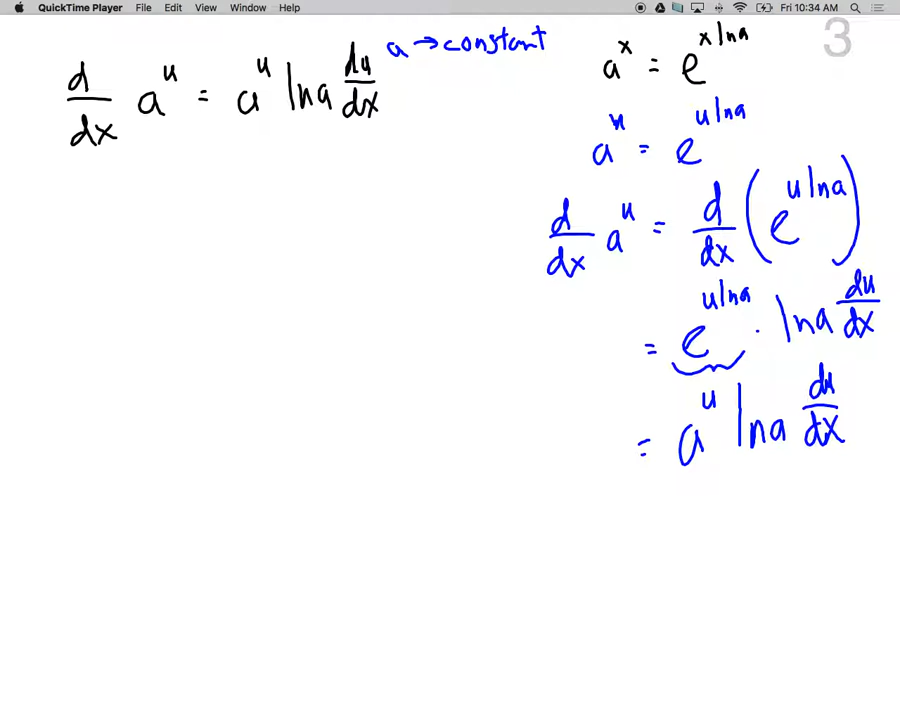 QuickTime Player File Edit View Window Help Fri 10:34 AM
3
d/dx a^u = a^u ln a du/dx
a → constant
a^x = e^(x ln a)
a^u = e^(u ln a)
d/dx a^u = d/dx (e^(u ln a))
= e^(u ln a) · ln a du/dx
= a^u ln a du/dx